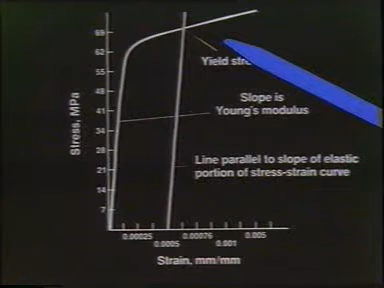 69
62
55
48
41
34
28
21
14
7
Stress, MPa
Yield
Slope is
Young's modulus
Line parallel to slope of elastic
portion of stress-strain curve
0.00025
0.0005
0.00076
0.001
0.005
Strain, mm/mm